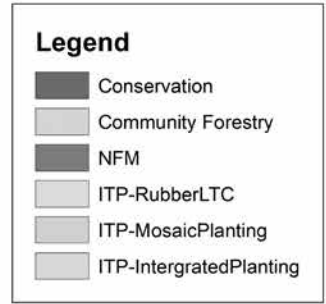 Legend
Conservation
Community Forestry
NFM
ITP-RubberLTC
ITP-MosaicPlanting
ITP-IntergratedPlanting